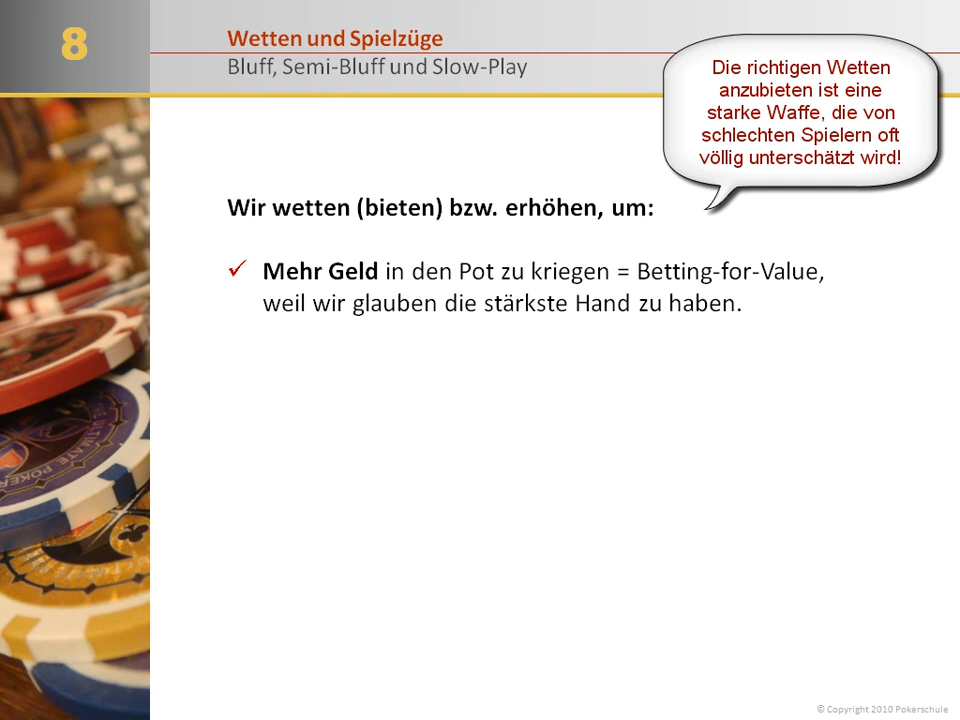 8
Wetten und Spielzüge
Bluff, Semi-Bluff und Slow-Play
Die richtigen Wetten
anzubieten ist eine
starke Waffe, die von
schlechten Spielern oft
völlig unterschätzt wird!
Wir wetten (bieten) bzw. erhöhen, um:
✓ Mehr Geld in den Pot zu kriegen = Betting-for-Value,
weil wir glauben die stärkste Hand zu haben.
ULTIMATE POKER
© Copyright 2010 Pokerschule